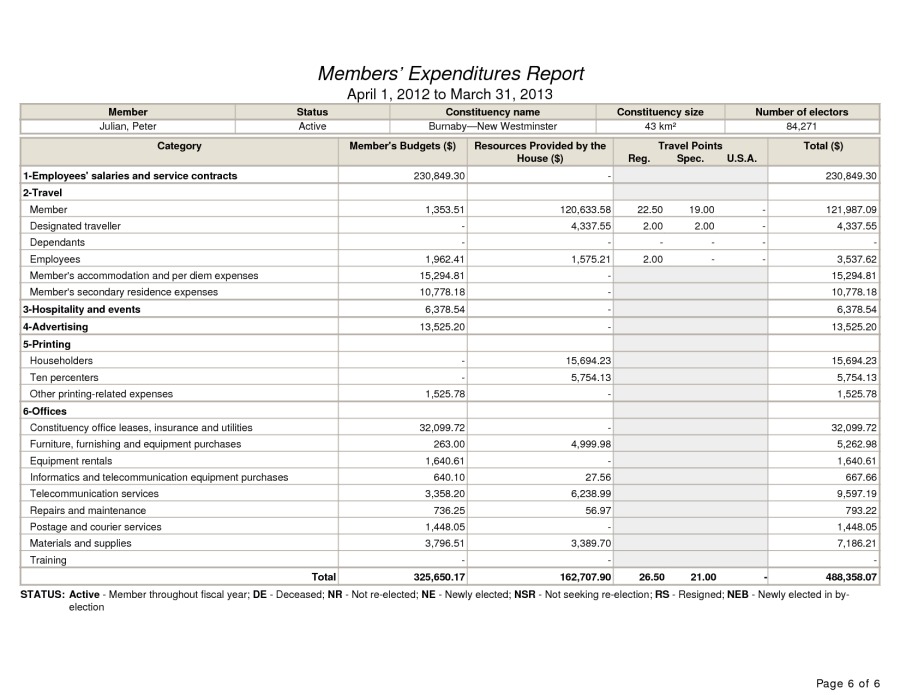 Members' Expenditures Report
April 1, 2012 to March 31, 2013
Member Status Constituency name Constituency size Number of electors
Julian, Peter Active Burnaby—New Westminster 43 km² 84,271
Category Member's Budgets ($) Resources Provided by the Travel Points Total ($)
House ($) Reg. Spec. U.S.A.
1-Employees' salaries and service contracts 230,849.30 - 230,849.30
2-Travel
Member 1,353.51 120,633.58 22.50 19.00 - 121,987.09
Designated traveller - 4,337.55 2.00 2.00 - 4,337.55
Dependants - - - - - -
Employees 1,962.41 1,575.21 2.00 - - 3,537.62
Member's accommodation and per diem expenses 15,294.81 - 15,294.81
Member's secondary residence expenses 10,778.18 - 10,778.18
3-Hospitality and events 6,378.54 - 6,378.54
4-Advertising 13,525.20 - 13,525.20
5-Printing
Householders - 15,694.23 15,694.23
Ten percenters - 5,754.13 5,754.13
Other printing-related expenses 1,525.78 - 1,525.78
6-Offices
Constituency office leases, insurance and utilities 32,099.72 - 32,099.72
Furniture, furnishing and equipment purchases 263.00 4,999.98 5,262.98
Equipment rentals 1,640.61 - 1,640.61
Informatics and telecommunication equipment purchases 640.10 27.56 667.66
Telecommunication services 3,358.20 6,238.99 9,597.19
Repairs and maintenance 736.25 56.97 793.22
Postage and courier services 1,448.05 - 1,448.05
Materials and supplies 3,796.51 3,389.70 7,186.21
Training - - -
Total 325,650.17 162,707.90 26.50 21.00 - 488,358.07
STATUS: Active - Member throughout fiscal year; DE - Deceased; NR - Not re-elected; NE - Newly elected; NSR - Not seeking re-election; RS - Resigned; NEB - Newly elected in by-
election
Page 6 of 6